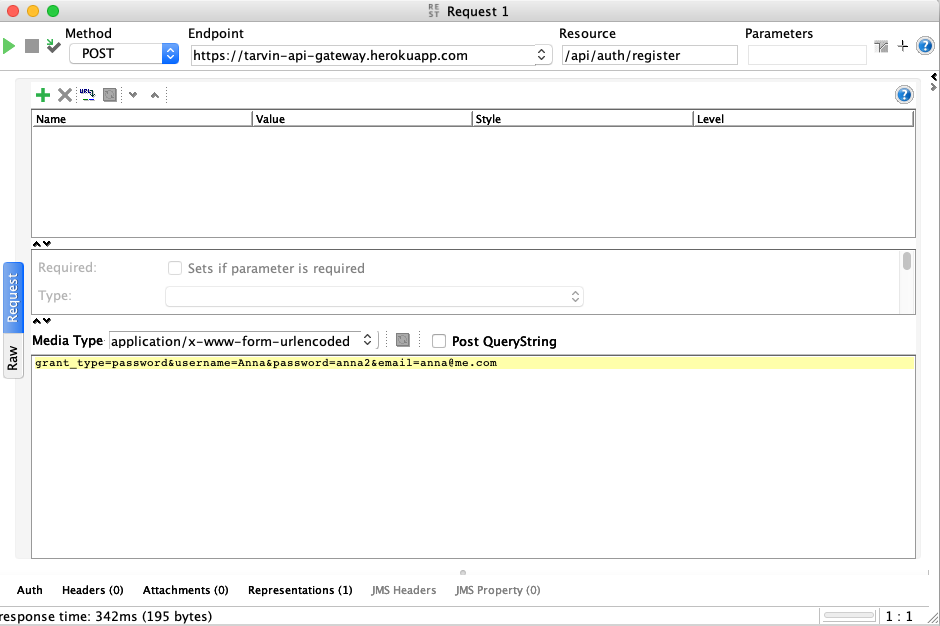 RE ST Request 1
Method Endpoint Resource Parameters
POST https://tarvin-api-gateway.herokuapp.com /api/auth/register
Name Value Style Level
Required: Sets if parameter is required
Type:
Request
Raw
Media Type application/x-www-form-urlencoded Post QueryString
grant_type=password&username=Anna&password=anna2&email=anna@me.com
Auth Headers (0) Attachments (0) Representations (1) JMS Headers JMS Property (0)
response time: 342ms (195 bytes) 1 : 1